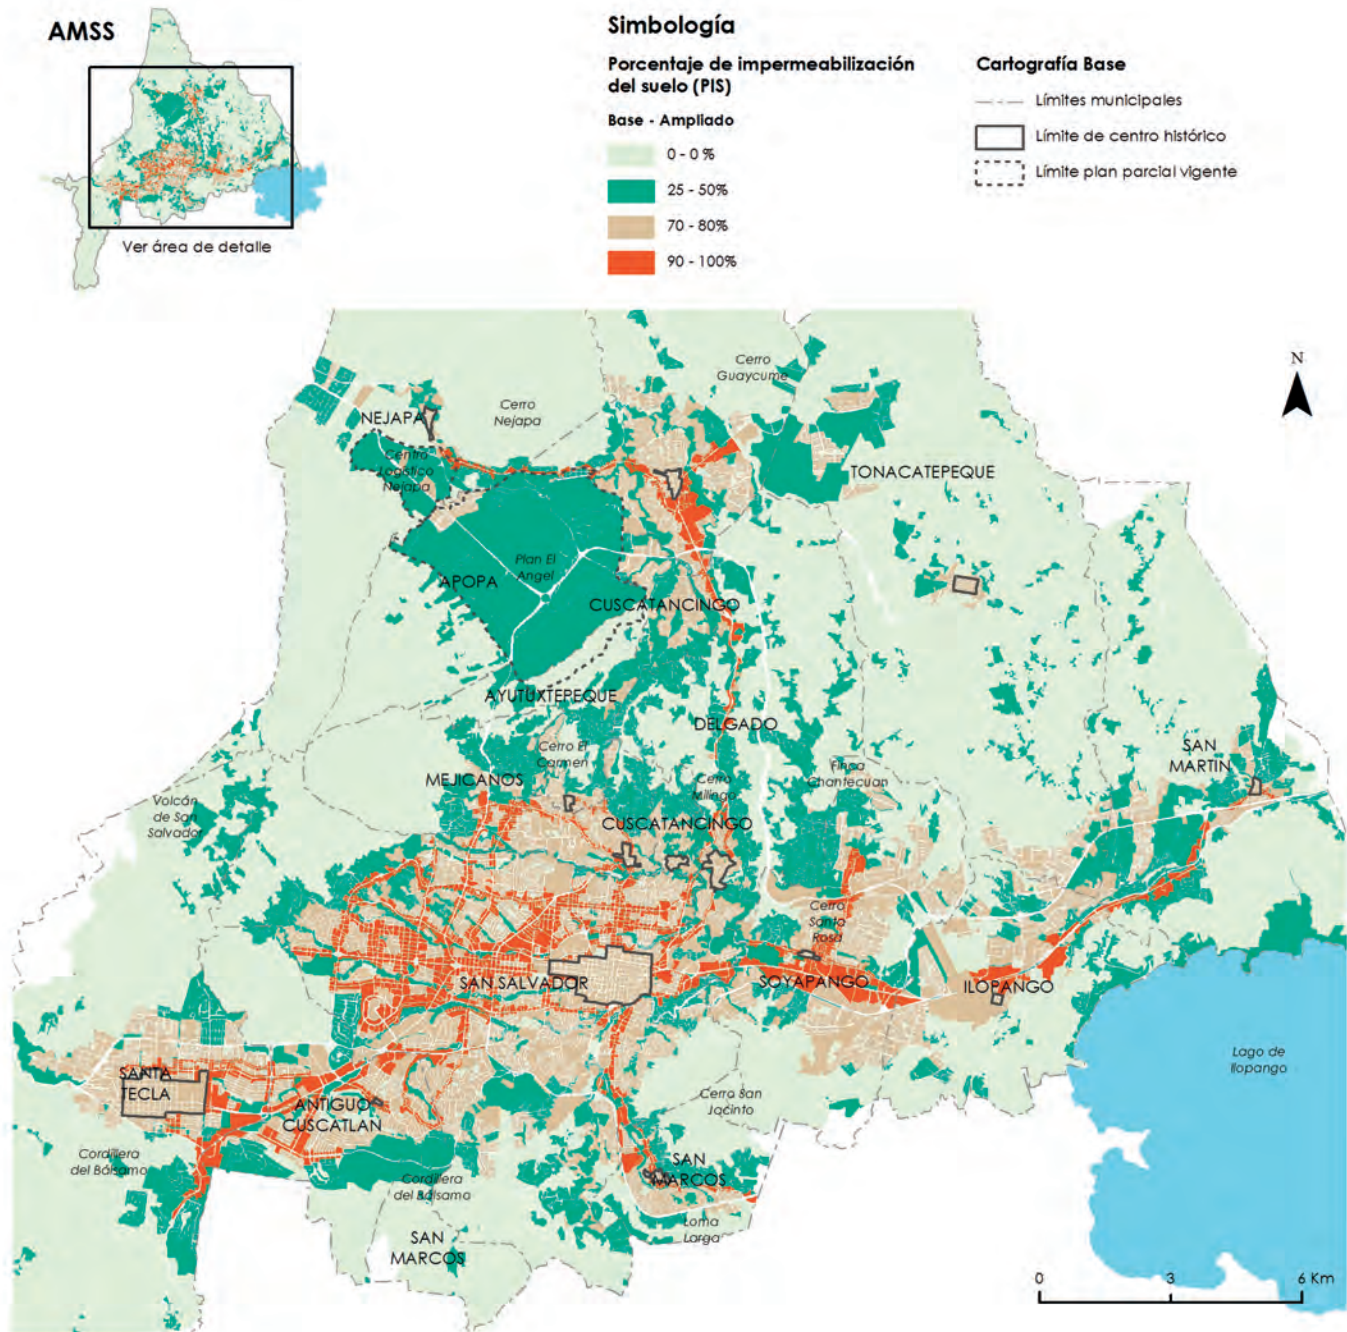 AMSS
Ver área de detalle
Simbología
Porcentaje de impermeabilización
del suelo (PIS)
Base - Ampliado
0 - 0 %
25 - 50%
70 - 80%
90 - 100%
Cartografía Base
Límites municipales
Límite de centro histórico
Límite plan parcial vigente
N
Cerro
Guaycume
Cerro
Nejapa
NEJAPA
Centro
Logístico
Nejapa
TONACATEPEQUE
Plan El
Angel
APOPA
CUSCATANCINGO
AYUTUXTEPEQUE
DELGADO
Cerro El
Carmen
SAN
MARTIN
MEJICANOS
Cerro
Milingo
Finca
Chantecuan
Volcán
de San
Salvador
CUSCATANCINGO
Cerro
Santa
Rosa
SAN SALVADOR
SOYAPANGO
ILOPANGO
Lago de
Ilopango
SANTA
TECLA
ANTIGUO
CUSCATLAN
Cerro San
Jacinto
Cordillera
del Bálsamo
Cordillera
del Bálsamo
SAN
MARCOS
Loma
Larga
SAN
MARCOS
0 3 6 Km